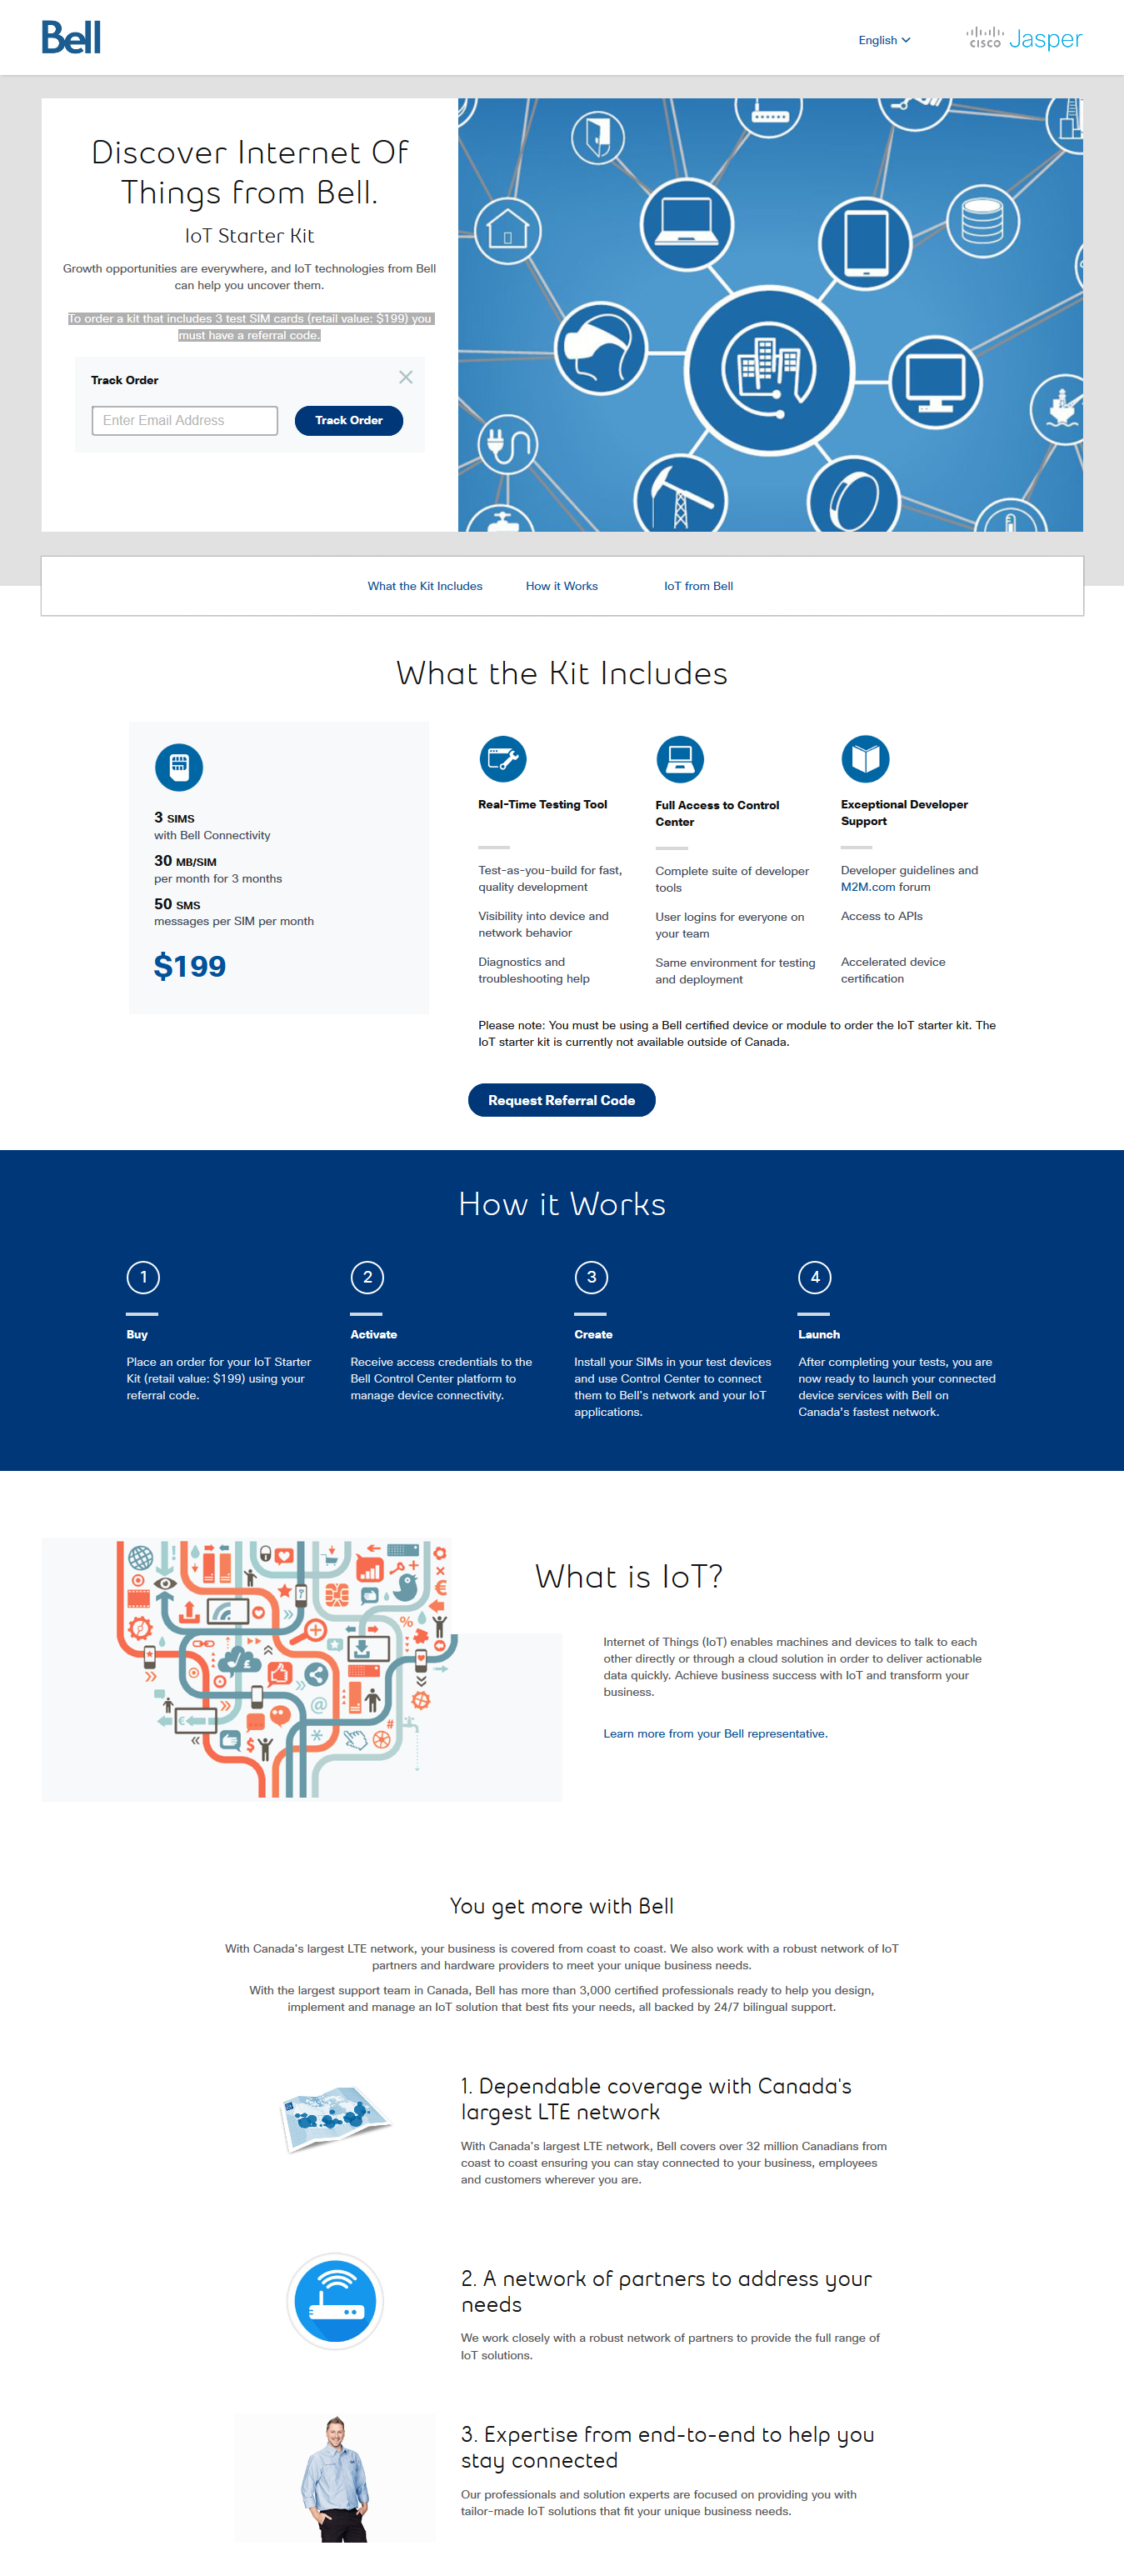 Bell
English
CISCO Jasper
Discover Internet Of
Things from Bell.
IoT Starter Kit
Growth opportunities are everywhere, and IoT technologies from Bell
can help you uncover them.
To order a kit that includes 3 test SIM cards (retail value: $199) you
must have a referral code.
Track Order
Enter Email Address
Track Order
What the Kit Includes
How it Works
IoT from Bell
What the Kit Includes
3 SIMS
with Bell Connectivity
30 MB/SIM
per month for 3 months
50 SMS
messages per SIM per month
$199
Real-Time Testing Tool
Test-as-you-build for fast,
quality development
Visibility into device and
network behavior
Diagnostics and
troubleshooting help
Full Access to Control
Center
Complete suite of developer
tools
User logins for everyone on
your team
Same environment for testing
and deployment
Exceptional Developer
Support
Developer guidelines and
M2M.com forum
Access to APIs
Accelerated device
certification
Please note: You must be using a Bell certified device or module to order the IoT starter kit. The
IoT starter kit is currently not available outside of Canada.
Request Referral Code
How it Works
1
Buy
Place an order for your IoT Starter
Kit (retail value: $199) using your
referral code.
2
Activate
Receive access credentials to the
Bell Control Center platform to
manage device connectivity.
3
Create
Install your SIMs in your test devices
and use Control Center to connect
them to Bell's network and your IoT
applications.
4
Launch
After completing your tests, you are
now ready to launch your connected
device services with Bell on
Canada's fastest network.
What is IoT?
Internet of Things (IoT) enables machines and devices to talk to each
other directly or through a cloud solution in order to deliver actionable
data quickly. Achieve business success with IoT and transform your
business.
Learn more from your Bell representative.
You get more with Bell
With Canada's largest LTE network, your business is covered from coast to coast. We also work with a robust network of IoT
partners and hardware providers to meet your unique business needs.
With the largest support team in Canada, Bell has more than 3,000 certified professionals ready to help you design,
implement and manage an IoT solution that best fits your needs, all backed by 24/7 bilingual support.
1. Dependable coverage with Canada's
largest LTE network
With Canada's largest LTE network, Bell covers over 32 million Canadians from
coast to coast ensuring you can stay connected to your business, employees
and customers wherever you are.
2. A network of partners to address your
needs
We work closely with a robust network of partners to provide the full range of
IoT solutions.
3. Expertise from end-to-end to help you
stay connected
Our professionals and solution experts are focused on providing you with
tailor-made IoT solutions that fit your unique business needs.